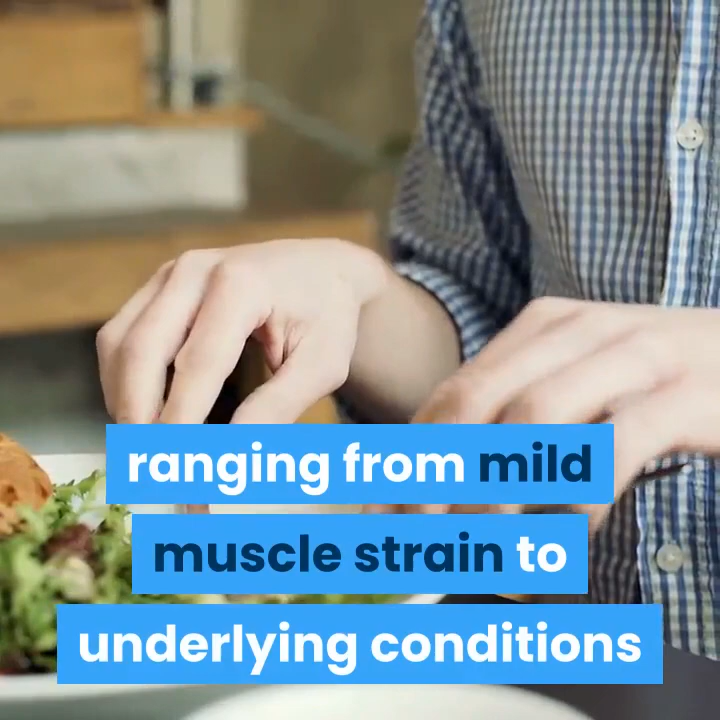 ranging from mild
muscle strain to
underlying conditions